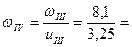 ω_IV = ω_III / u_III = 8,1 / 3,25 =